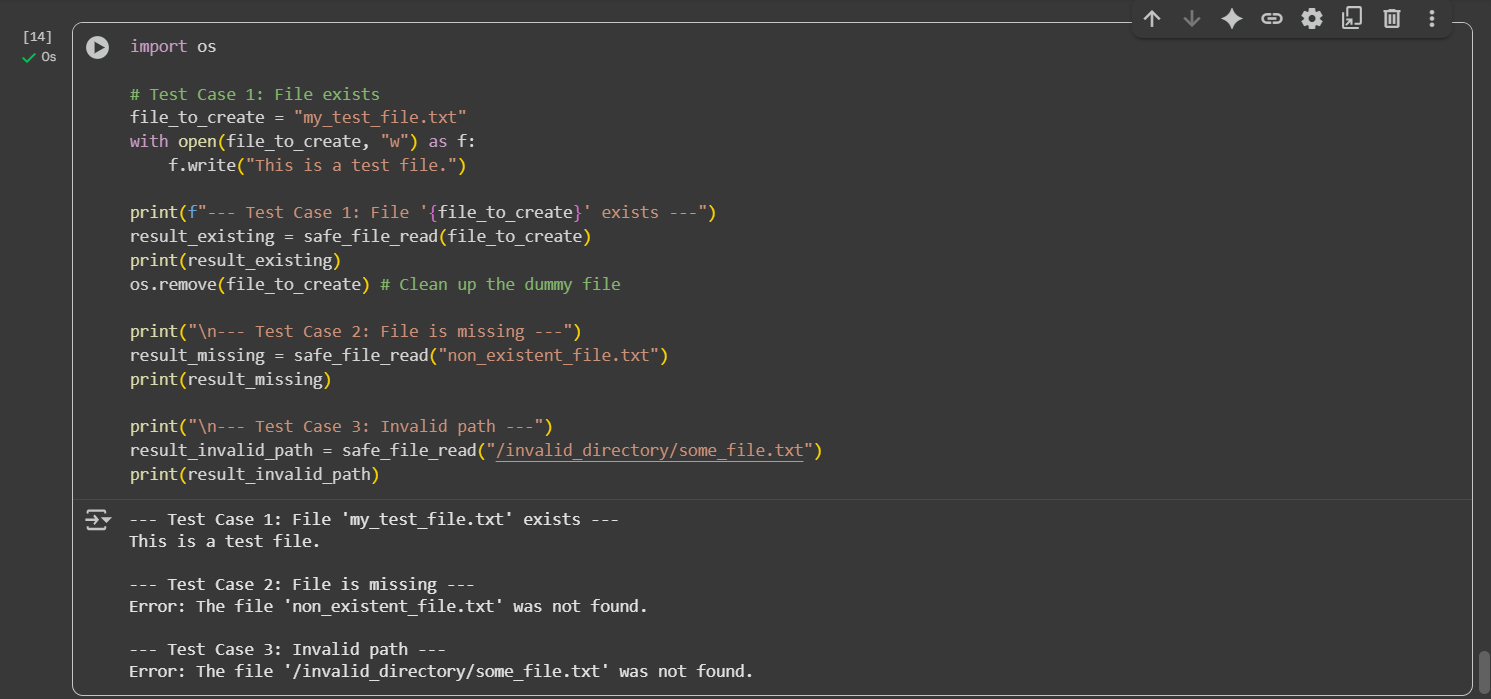 [14]
0s
import os

# Test Case 1: File exists
file_to_create = "my_test_file.txt"
with open(file_to_create, "w") as f:
    f.write("This is a test file.")

print(f"--- Test Case 1: File '{file_to_create}' exists ---")
result_existing = safe_file_read(file_to_create)
print(result_existing)
os.remove(file_to_create) # Clean up the dummy file

print("\n--- Test Case 2: File is missing ---")
result_missing = safe_file_read("non_existent_file.txt")
print(result_missing)

print("\n--- Test Case 3: Invalid path ---")
result_invalid_path = safe_file_read("/invalid_directory/some_file.txt")
print(result_invalid_path)

--- Test Case 1: File 'my_test_file.txt' exists ---
This is a test file.

--- Test Case 2: File is missing ---
Error: The file 'non_existent_file.txt' was not found.

--- Test Case 3: Invalid path ---
Error: The file '/invalid_directory/some_file.txt' was not found.